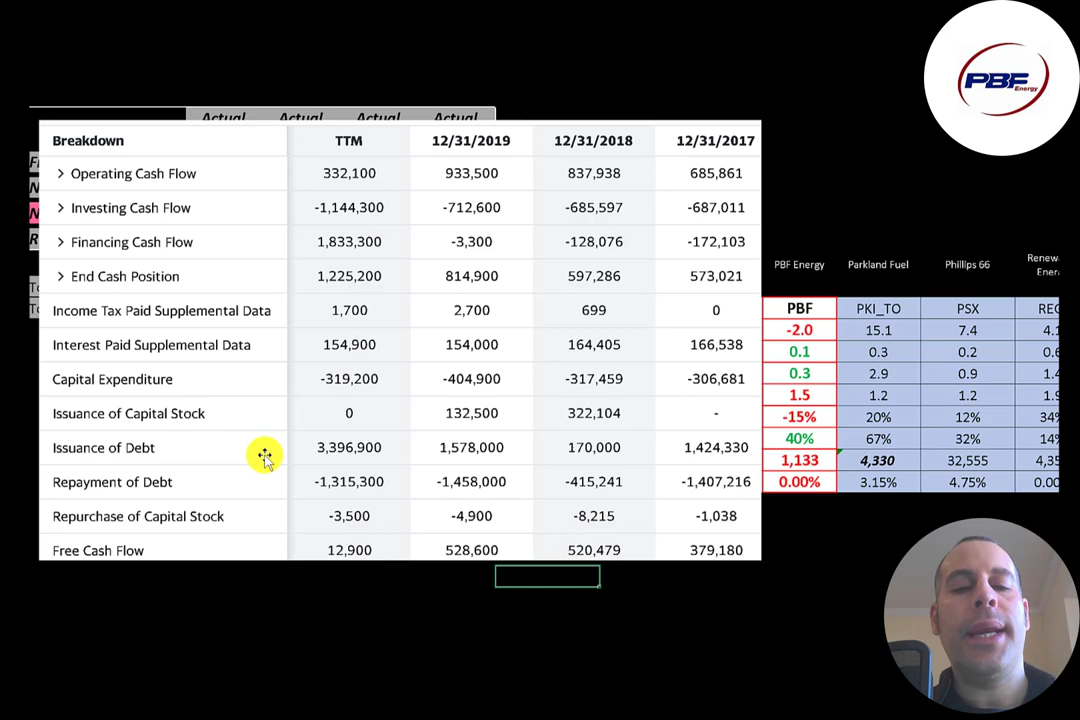 PBF
Energy
Actual Actual Actual Actual
Breakdown TTM 12/31/2019 12/31/2018 12/31/2017
Operating Cash Flow 332,100 933,500 837,938 685,861
Investing Cash Flow -1,144,300 -712,600 -685,597 -687,011
Financing Cash Flow 1,833,300 -3,300 -128,076 -172,103
End Cash Position 1,225,200 814,900 597,286 573,021
Income Tax Paid Supplemental Data 1,700 2,700 699 0
Interest Paid Supplemental Data 154,900 154,000 164,405 166,538
Capital Expenditure -319,200 -404,900 -317,459 -306,681
Issuance of Capital Stock 0 132,500 322,104 -
Issuance of Debt 3,396,900 1,578,000 170,000 1,424,330
Repayment of Debt -1,315,300 -1,458,000 -415,241 -1,407,216
Repurchase of Capital Stock -3,500 -4,900 -8,215 -1,038
Free Cash Flow 12,900 528,600 520,479 379,180
PBF Energy Parkland Fuel Phillips 66
PBF PKI_TO PSX
-2.0 15.1 7.4
0.1 0.3 0.2
0.3 2.9 0.9
1.5 1.2 1.2
-15% 20% 12%
40% 67% 32%
1,133 4,330 32,555
0.00% 3.15% 4.75%